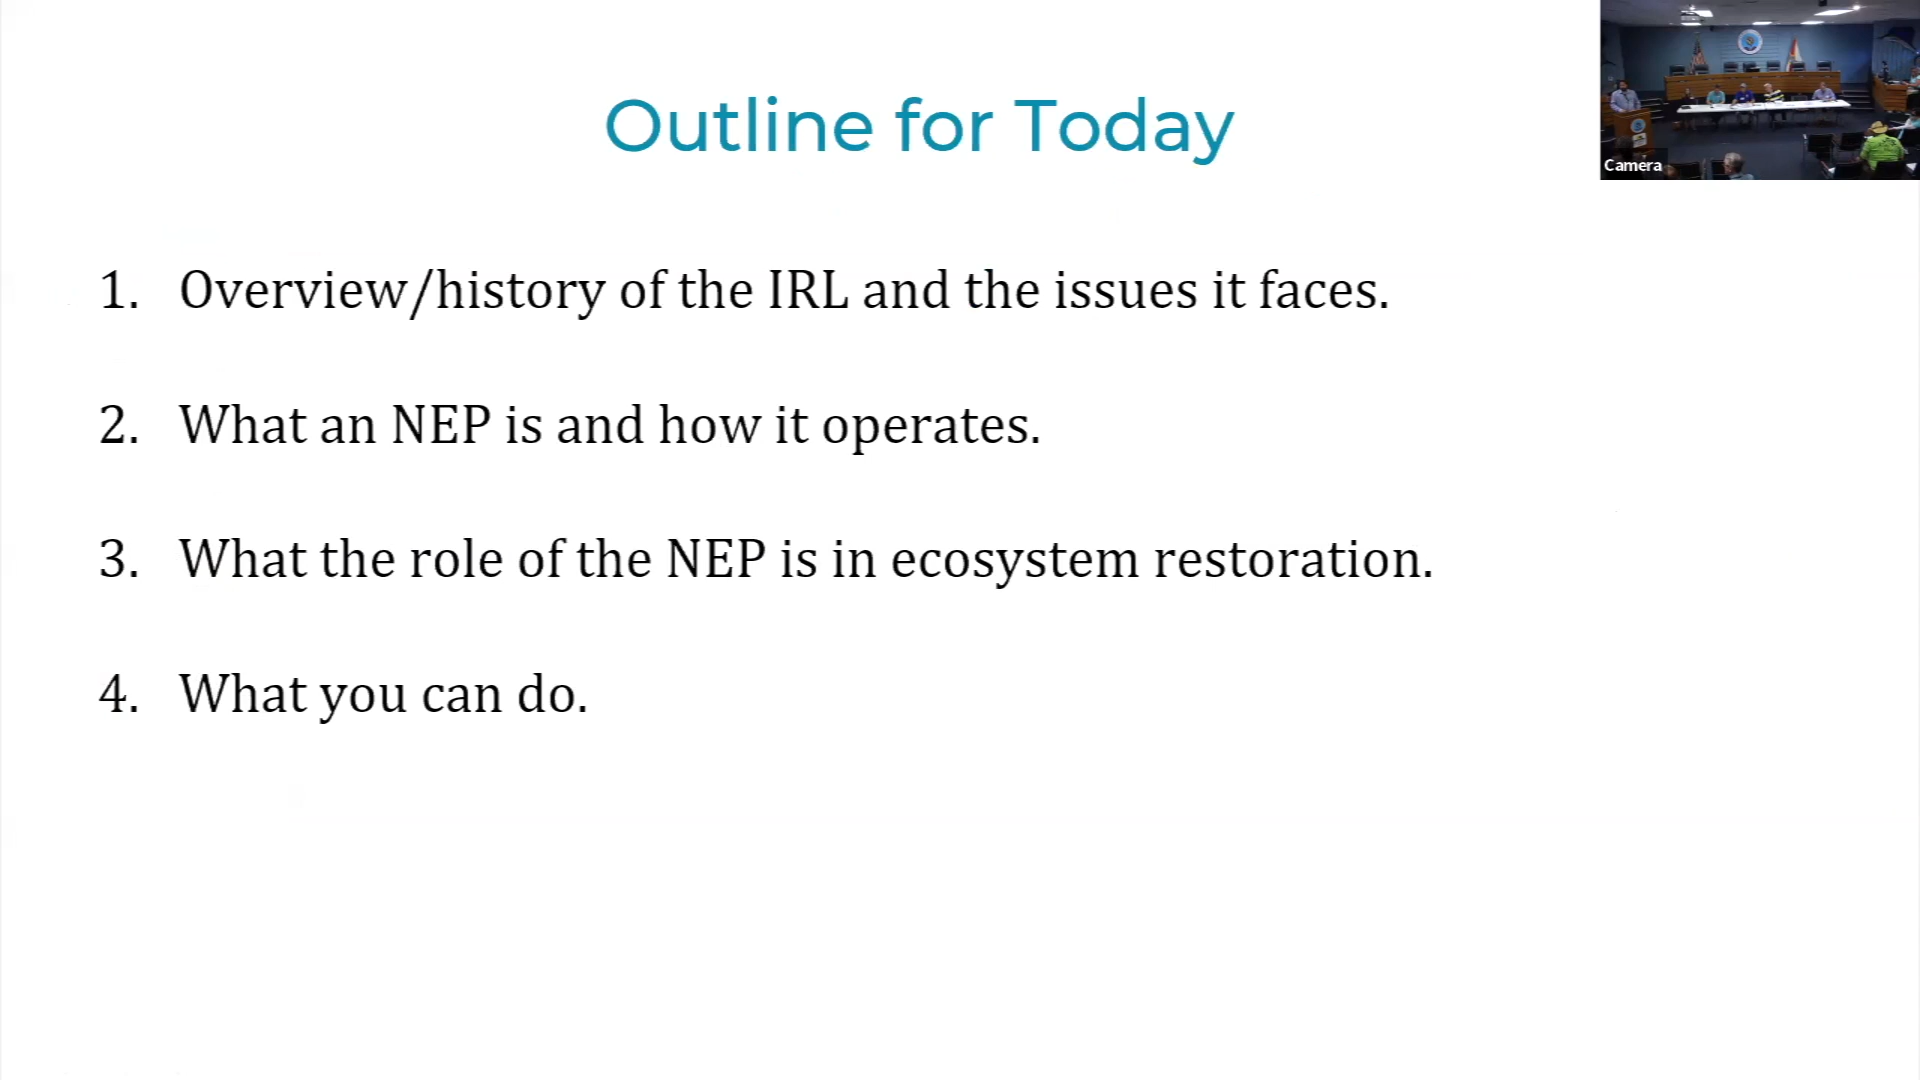 Outline for Today
Camera
1. Overview/history of the IRL and the issues it faces.
2. What an NEP is and how it operates.
3. What the role of the NEP is in ecosystem restoration.
4. What you can do.